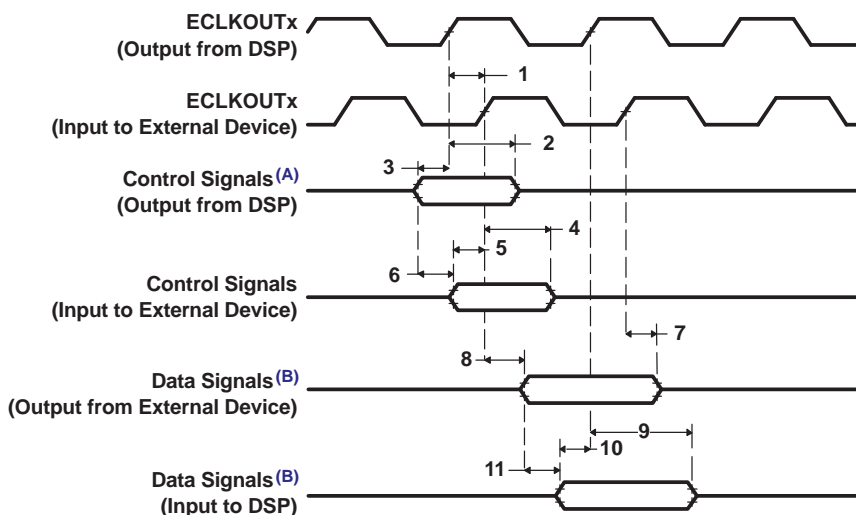 ECLKOUTx
(Output from DSP)
1
ECLKOUTx
(Input to External Device)
2
3
Control Signals(A)
(Output from DSP)
4
5
6
Control Signals
(Input to External Device)
7
8
Data Signals(B)
(Output from External Device)
9
10
11
Data Signals(B)
(Input to DSP)